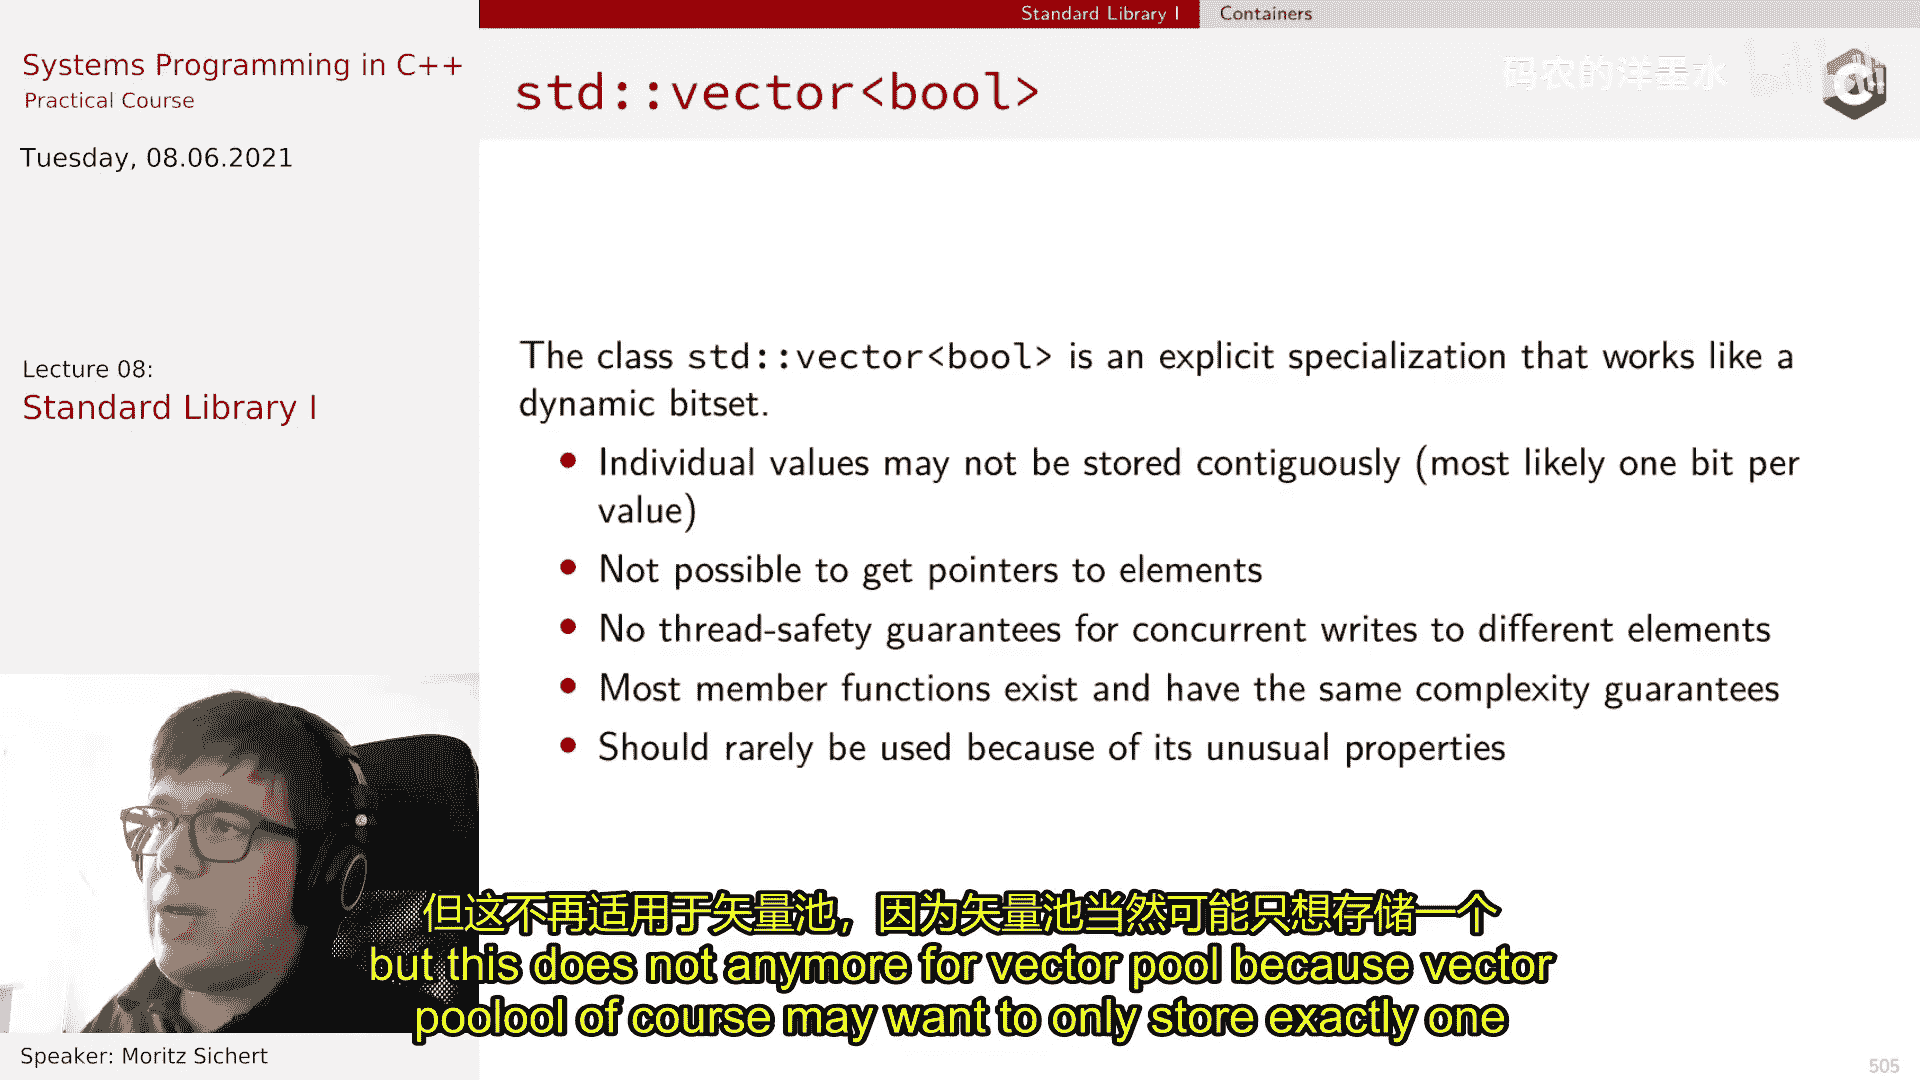 Standard Library I
Containers
Systems Programming in C++
Practical Course
Tuesday, 08.06.2021
std::vector<bool>
码农的洋墨水
Lecture 08:
Standard Library I
The class std::vector<bool> is an explicit specialization that works like a
dynamic bitset.
• Individual values may not be stored contiguously (most likely one bit per
value)
• Not possible to get pointers to elements
• No thread-safety guarantees for concurrent writes to different elements
• Most member functions exist and have the same complexity guarantees
• Should rarely be used because of its unusual properties
但这不再适用于矢量池，因为矢量池当然可能只想存储一个
but this does not anymore for vector pool because vector
poolool of course may want to only store exactly one
Speaker: Moritz Sichert
505